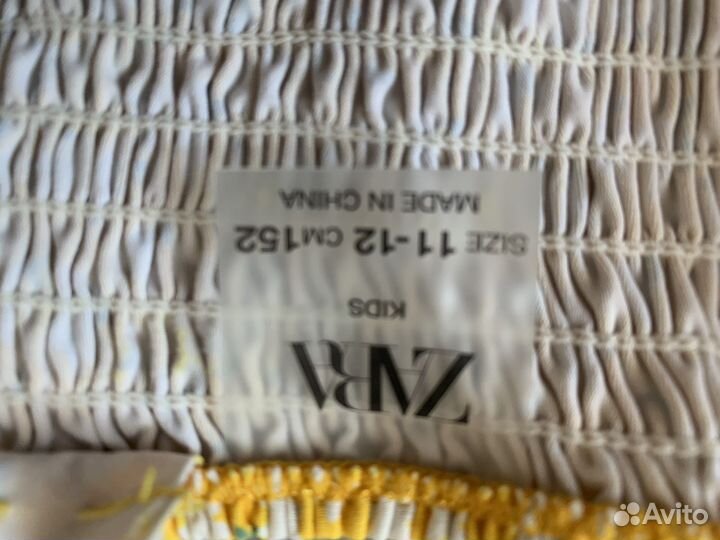 ZARA
KIDS
SIZE 11-12 CM152
MADE IN CHINA
Avito